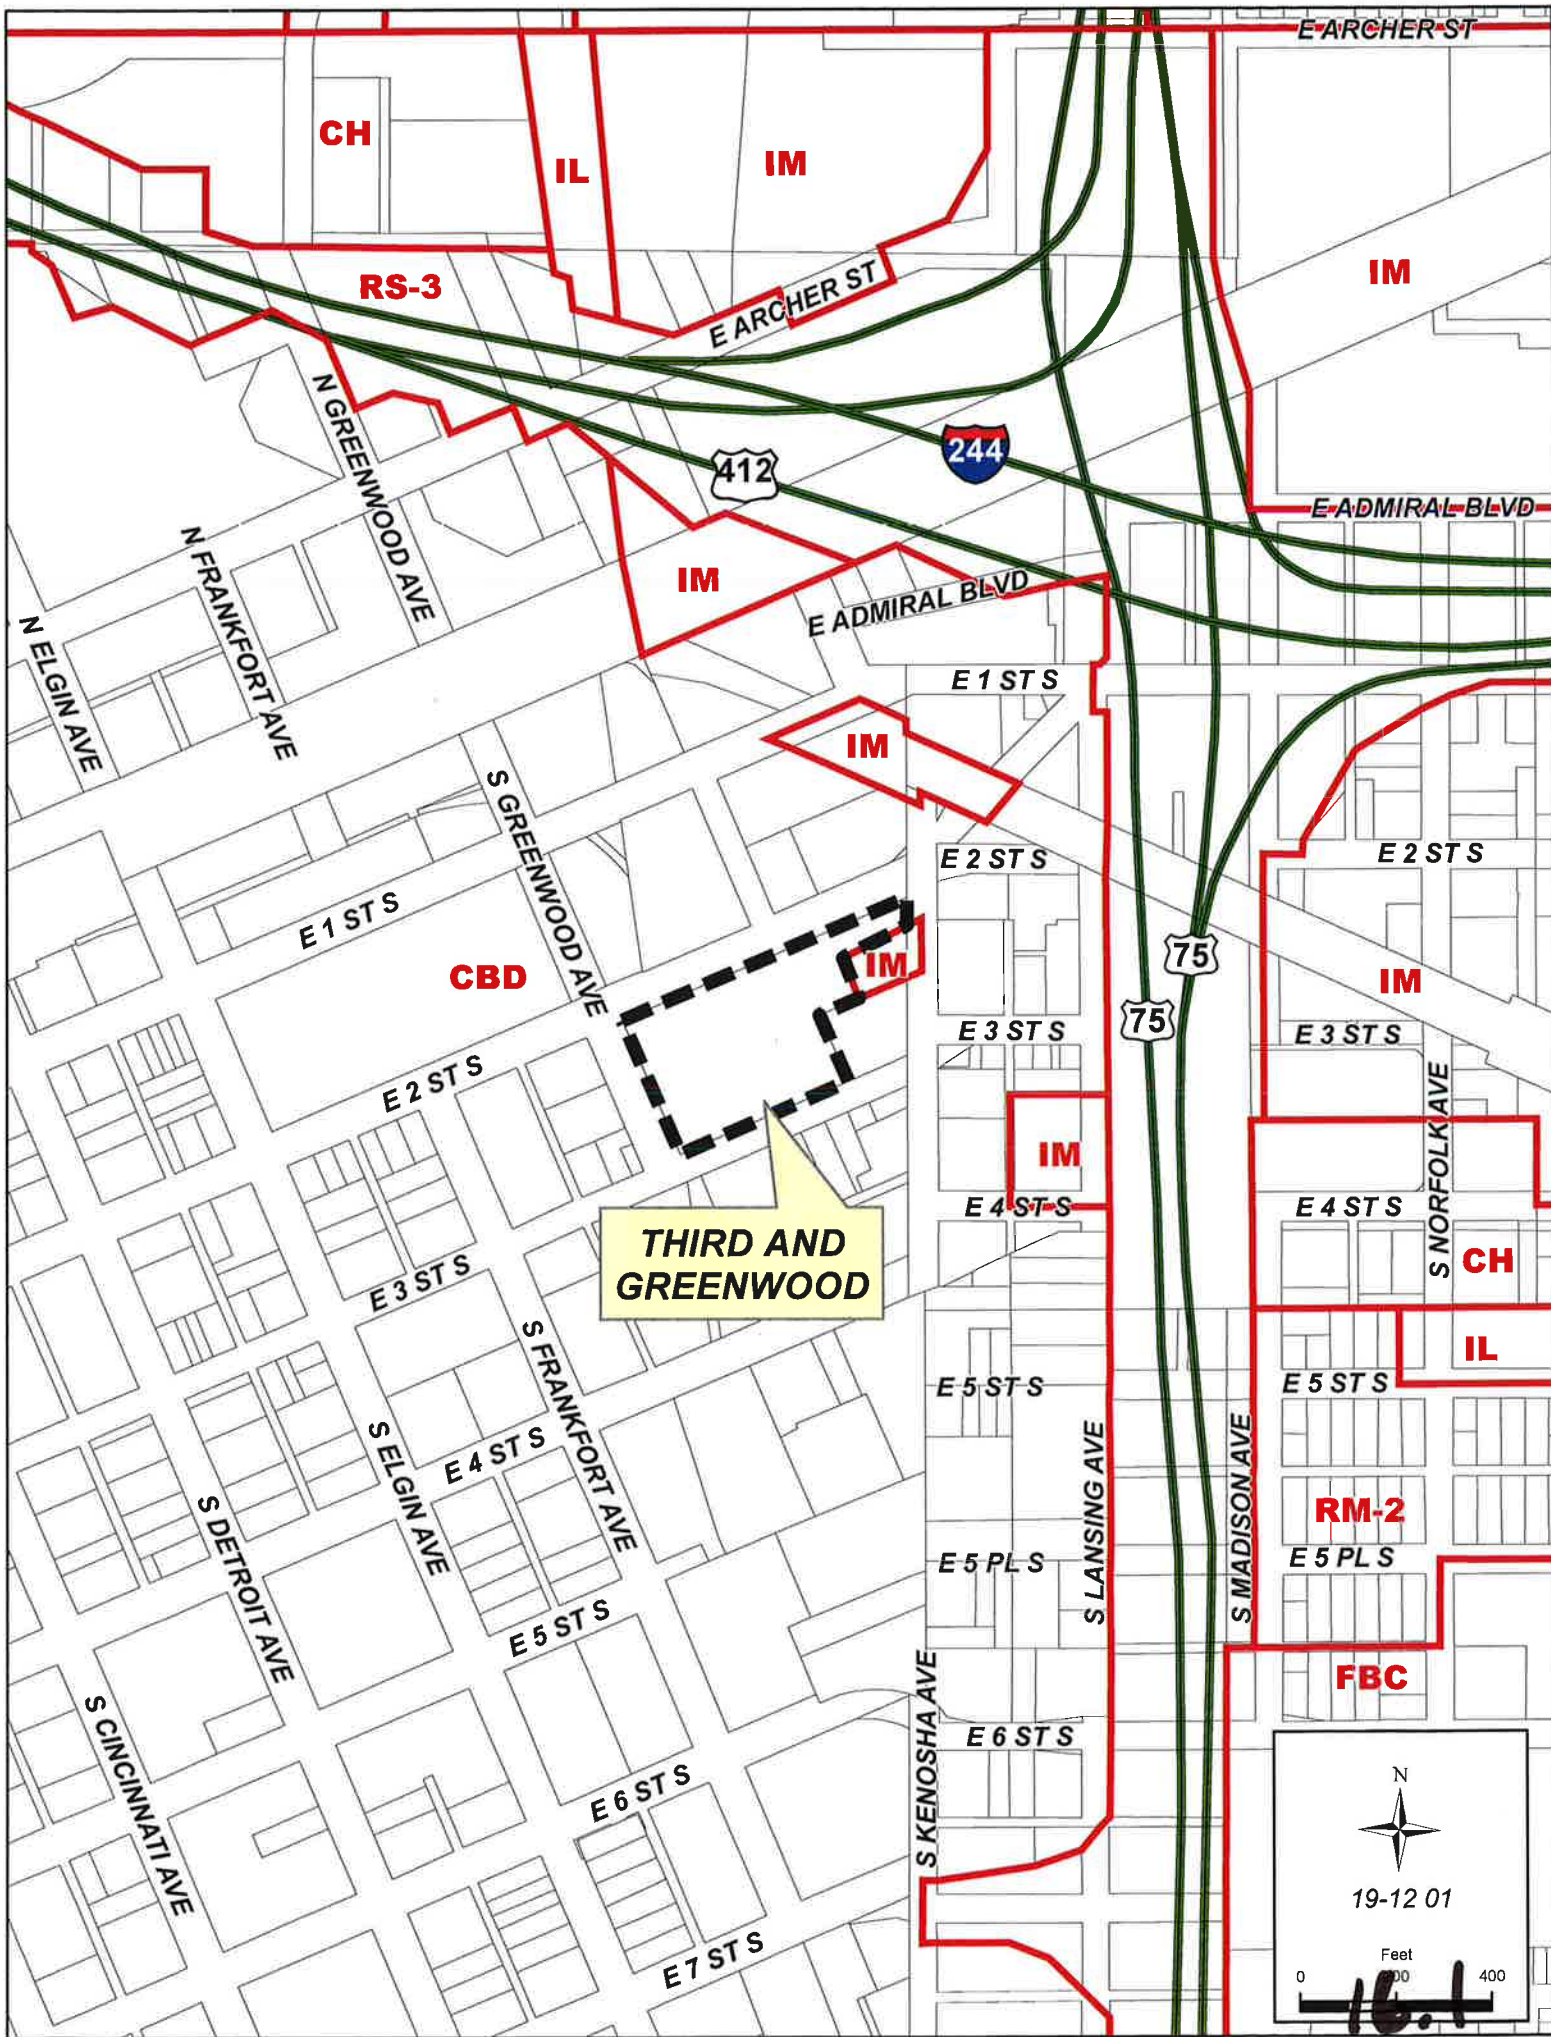 E ARCHER ST
CH
IL
IM
IM
RS-3
E ARCHER ST
N GREENWOOD AVE
244
412
E ADMIRAL BLVD
N FRANKFORT AVE
IM
E ADMIRAL BLVD
N ELGIN AVE
E 1 ST S
IM
S GREENWOOD AVE
E 2 ST S
E 2 ST S
E 1 ST S
CBD
IM
75
IM
75
E 3 ST S
E 3 ST S
E 2 ST S
S NORFOLK AVE
IM
E 4 ST S
E 4 ST S
THIRD AND
GREENWOOD
CH
E 3 ST S
S FRANKFORT AVE
IL
E 5 ST S
E 5 ST S
S ELGIN AVE
E 4 ST S
S LANSING AVE
S MADISON AVE
S DETROIT AVE
RM-2
E 5 PL S
E 5 PL S
E 5 ST S
S KENOSHA AVE
FBC
S CINCINNATI AVE
E 6 ST S
E 6 ST S
N
19-12 01
E 7 ST S
Feet
0 400
16.1